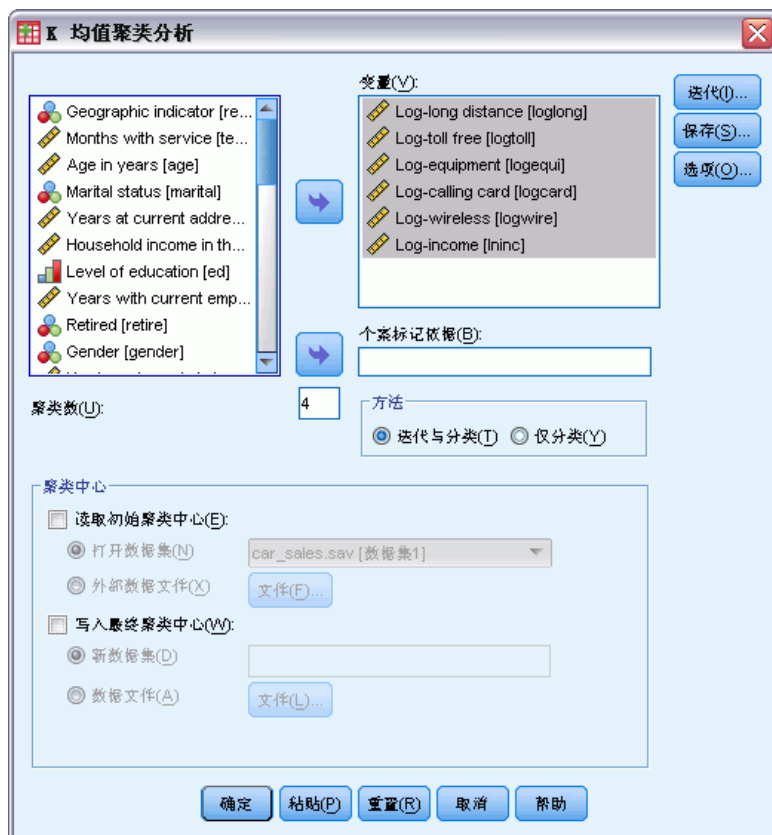 K 均值聚类分析
变量(V):
Geographic indicator [re...
Months with service [te...
Age in years [age]
Marital status [marital]
Years at current addre...
Household income in th...
Level of education [ed]
Years with current emp...
Retired [retire]
Gender [gender]
Log-long distance [loglong]
Log-toll free [logtoll]
Log-equipment [logequi]
Log-calling card [logcard]
Log-wireless [logwire]
Log-income [lninc]
迭代(I)...
保存(S)...
选项(O)...
个案标记依据(B):
聚类数(U):
4
方法
迭代与分类(T)
仅分类(Y)
聚类中心
读取初始聚类中心(E):
打开数据集(N)
car_sales.sav [数据集1]
外部数据文件(X)
文件(F)...
写入最终聚类中心(W):
新数据集(D)
数据文件(A)
文件(L)...
确定
粘贴(P)
重置(R)
取消
帮助